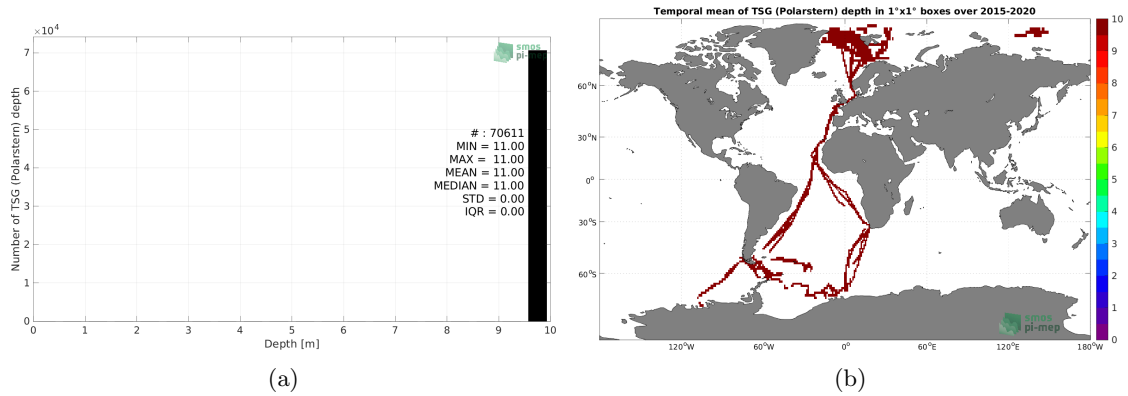 ×10⁴
7
6
5
4
3
2
1
0
Number of TSG (Polarstern) depth
smos
pi-mep
# : 70611
MIN = 11.00
MAX = 11.00
MEAN = 11.00
MEDIAN = 11.00
STD = 0.00
IQR = 0.00
0 1 2 3 4 5 6 7 8 9 10
Depth [m]
(a)
Temporal mean of TSG (Polarstern) depth in 1°x1° boxes over 2015-2020
60°N
30°N
0°
30°S
60°S
120°W 60°W 0° 60°E 120°E 180°W
smos
pi-mep
10
9
8
7
6
5
4
3
2
1
0
(b)